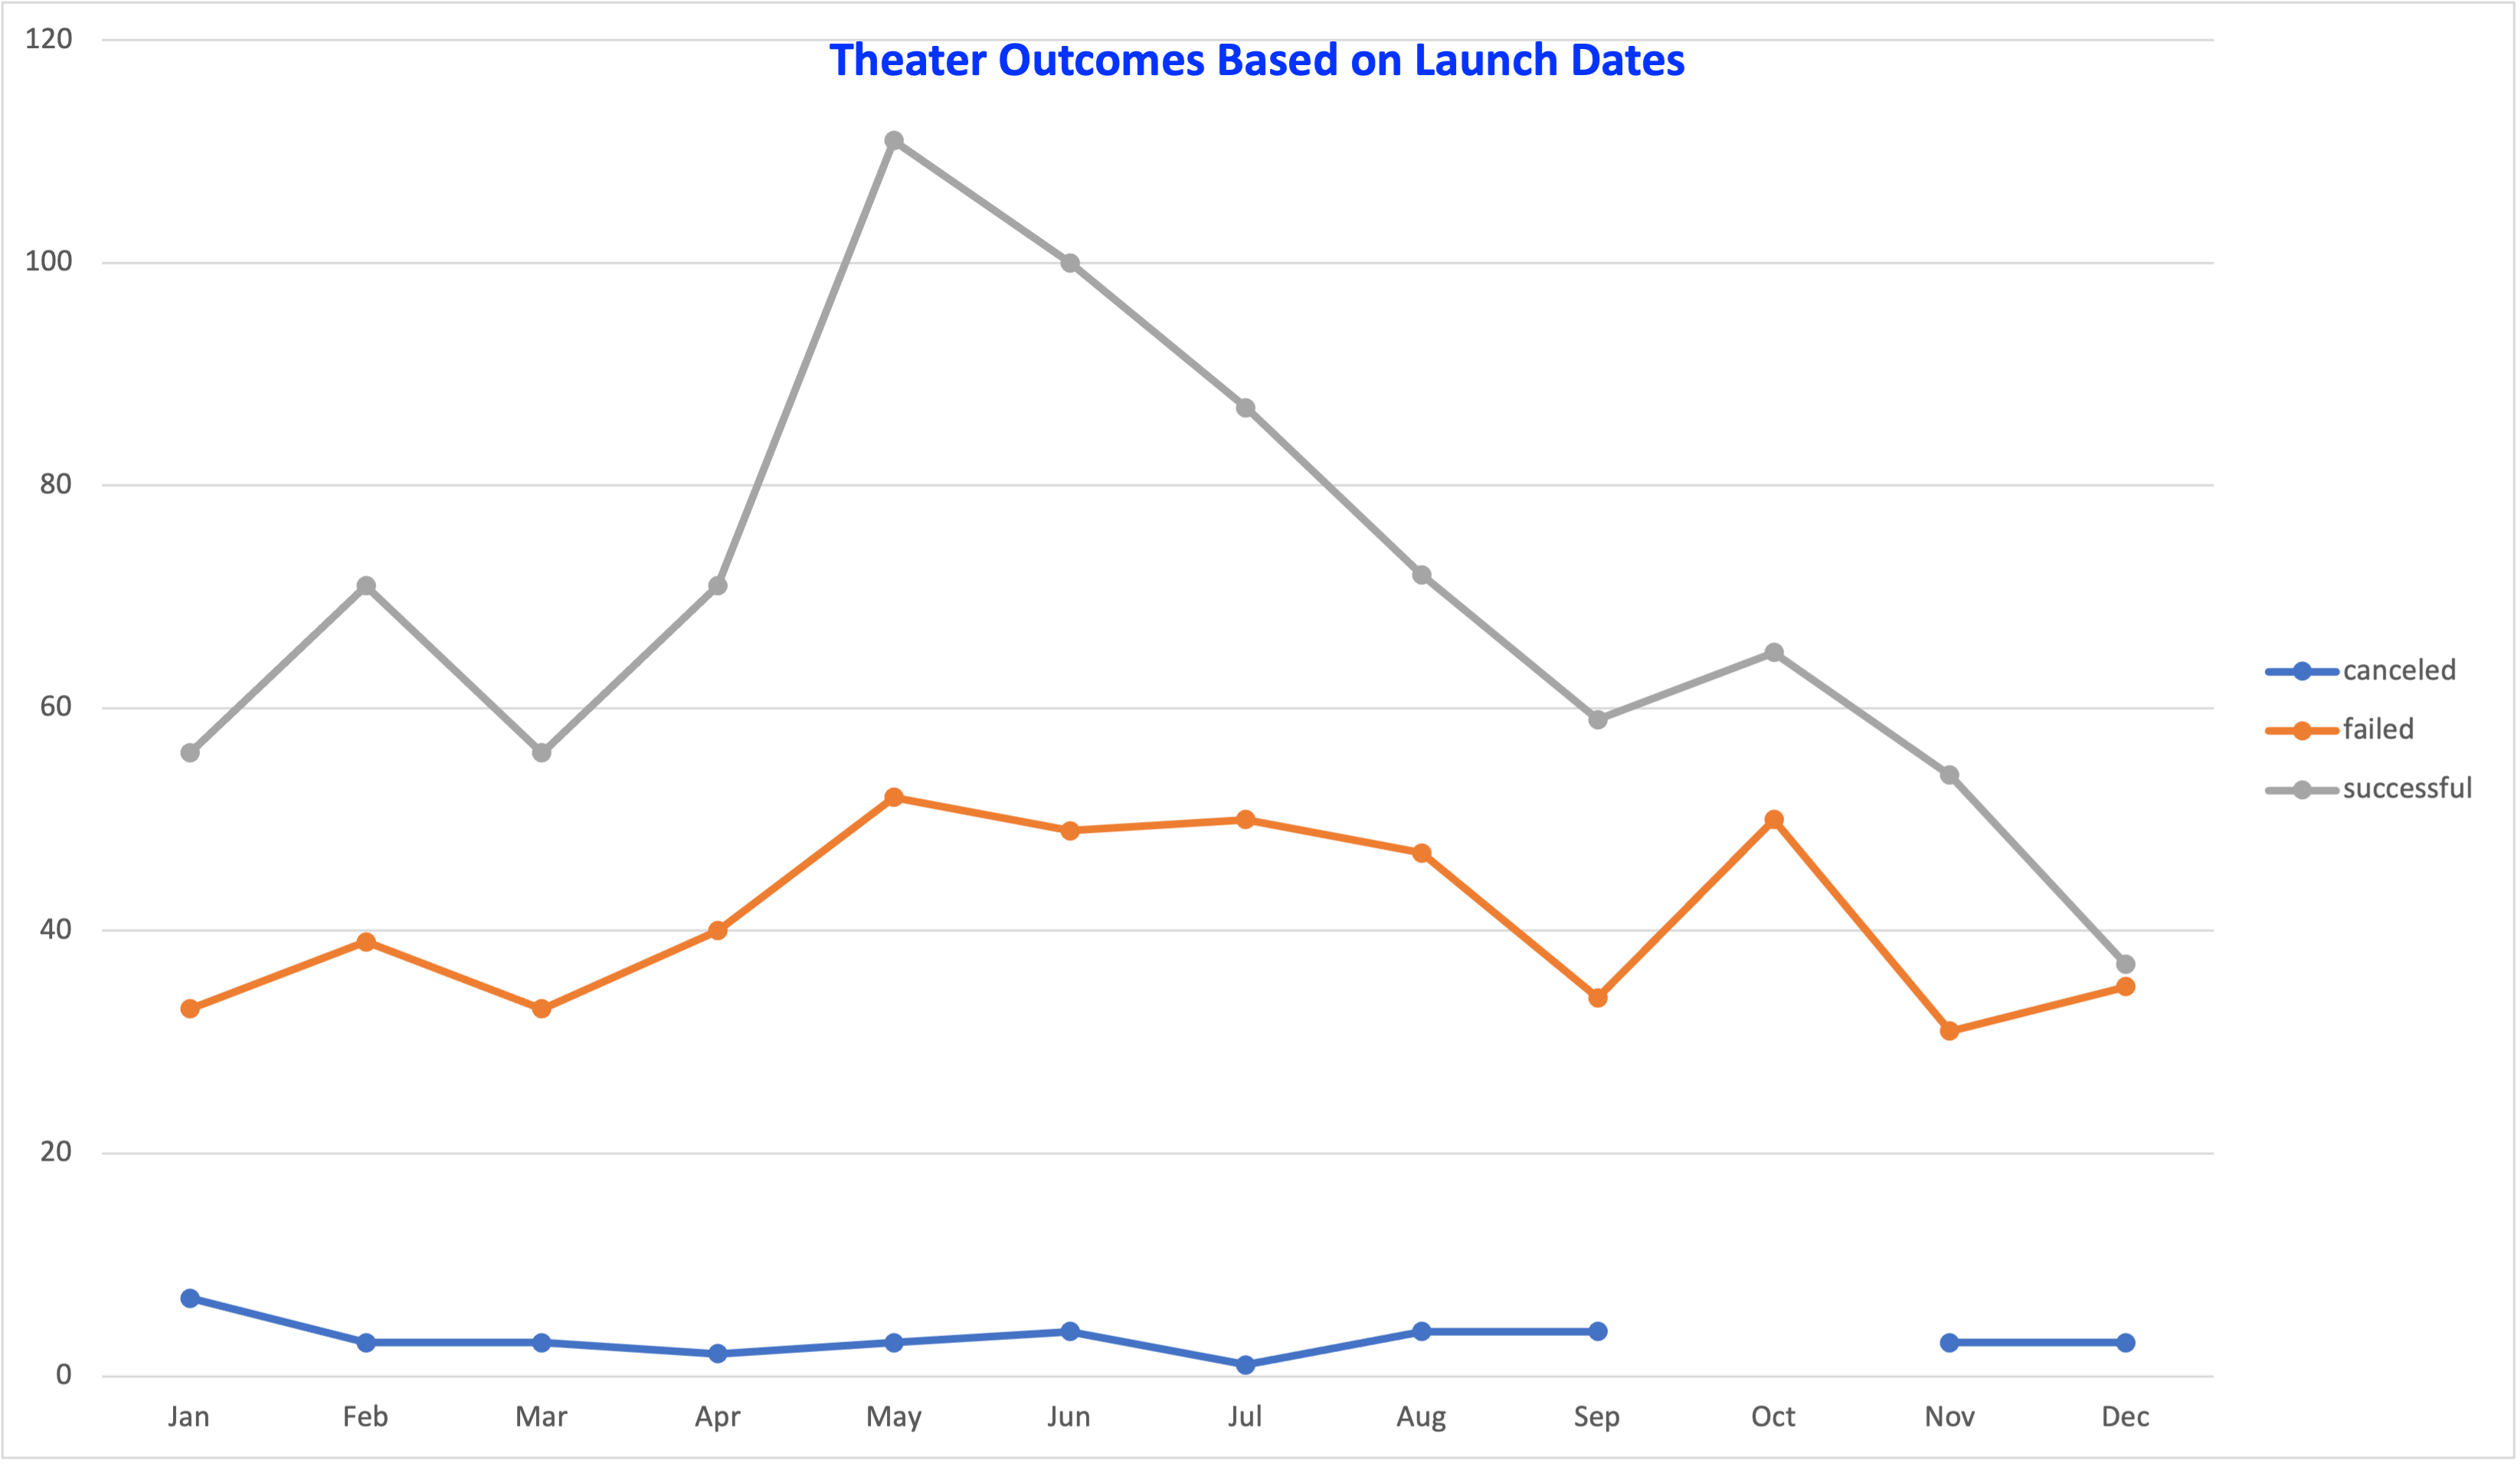 Theater Outcomes Based on Launch Dates
120
100
80
60
40
20
0
Jan Feb Mar Apr May Jun Jul Aug Sep Oct Nov Dec
canceled
failed
successful